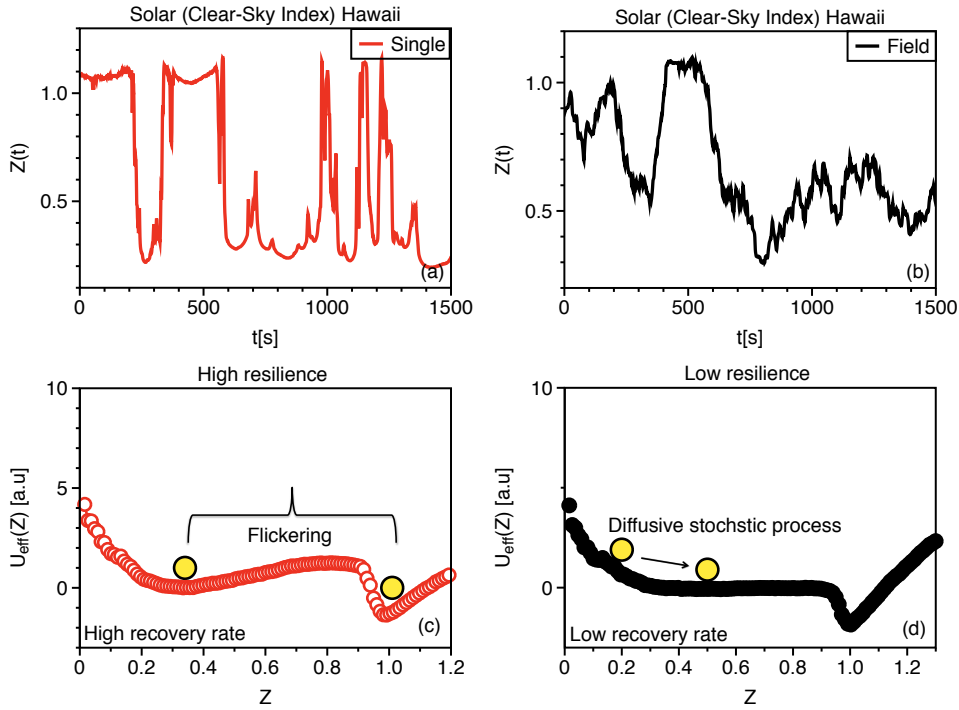 Solar (Clear-Sky Index) Hawaii
Single
Z(t)
1.0
0.5
(a)
0
500
1000
1500
t[s]
Solar (Clear-Sky Index) Hawaii
Field
Z(t)
1.0
0.5
(b)
0
500
1000
1500
t[s]
High resilience
U_eff(Z) [a.u]
10
5
0
Flickering
High recovery rate
(c)
0
0.2
0.4
0.6
0.8
1.0
1.2
Z
Low resilience
U_eff(Z) [a.u]
10
5
0
Diffusive stochstic process
Low recovery rate
(d)
0
0.2
0.4
0.6
0.8
1.0
1.2
Z